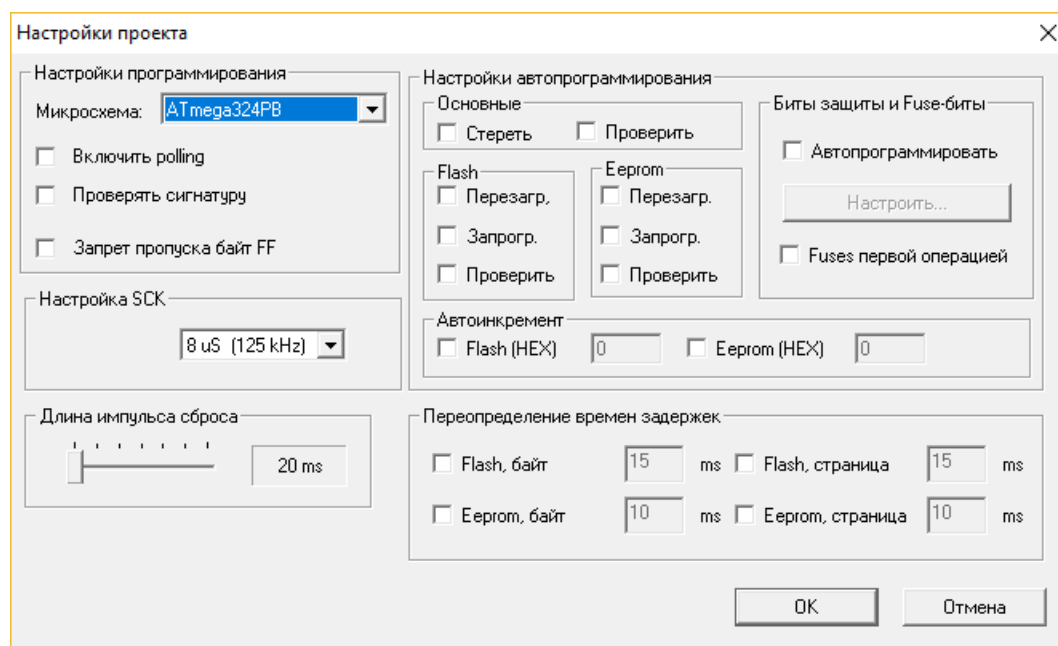 Настройки проекта
Настройки программирования
Микросхема: ATmega324PB
Включить polling
Проверять сигнатуру
Запрет пропуска байт FF
Настройка SCK
8 uS (125 kHz)
Длина импульса сброса
20 ms
Настройки автопрограммирования
Основные
Стереть Проверить
Flash
Перезагр,
Запрогр.
Проверить
Eeprom
Перезагр.
Запрогр.
Проверить
Биты защиты и Fuse-биты
Автопрограммировать
Настроить...
Fuses первой операцией
Автоинкремент
Flash (HEX) 0 Eeprom (HEX) 0
Переопределение времен задержек
Flash, байт 15 ms Flash, страница 15 ms
Eeprom, байт 10 ms Eeprom, страница 10 ms
OK Отмена